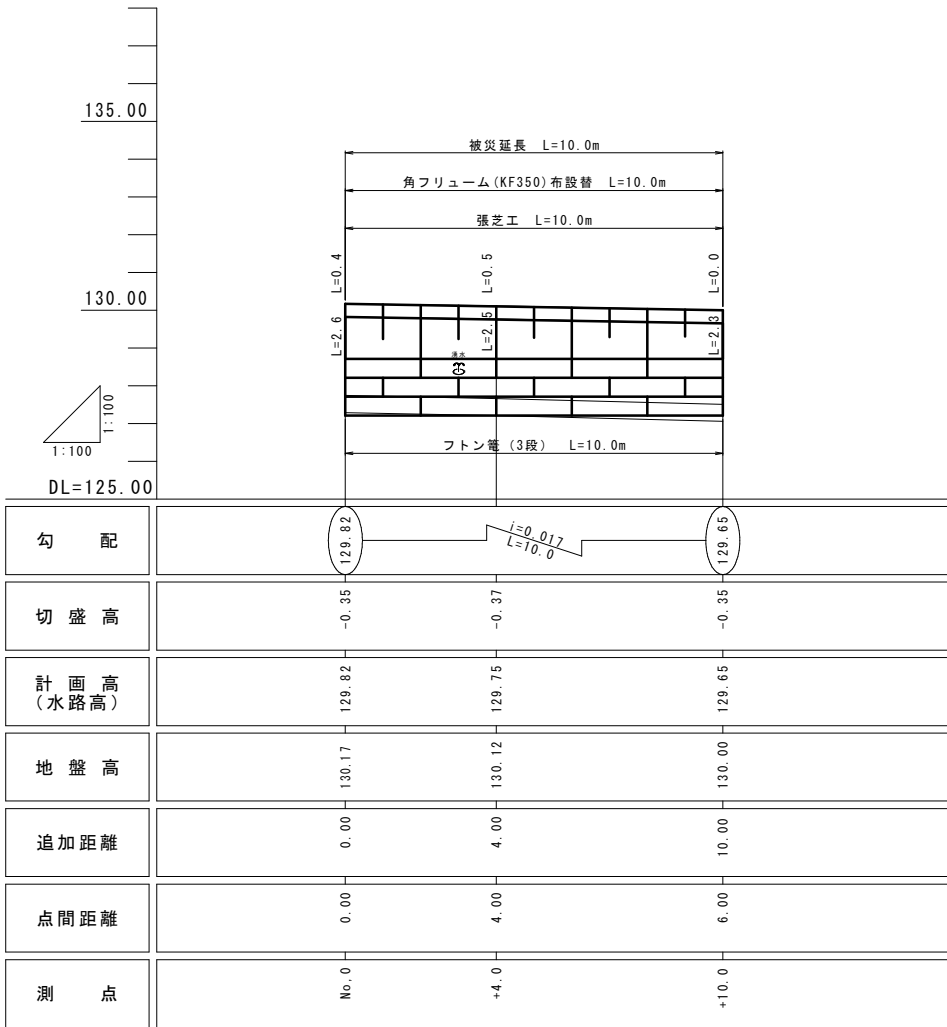 135.00
130.00
DL=125.00
1:100
1:100
被災延長 L=10.0m
角フリューム(KF350)布設替 L=10.0m
張芝工 L=10.0m
L=0.4
L=0.5
L=0.0
L=2.6
L=2.5
L=2.3
湧水
フトン篭 (3段) L=10.0m
勾 配
129.82
i=0.017
L=10.0
129.65
切盛高
-0.35
-0.37
-0.35
計画高
(水路高)
129.82
129.75
129.65
地盤高
130.17
130.12
130.00
追加距離
0.00
4.00
10.00
点間距離
0.00
4.00
6.00
測 点
No.0
+4.0
+10.0